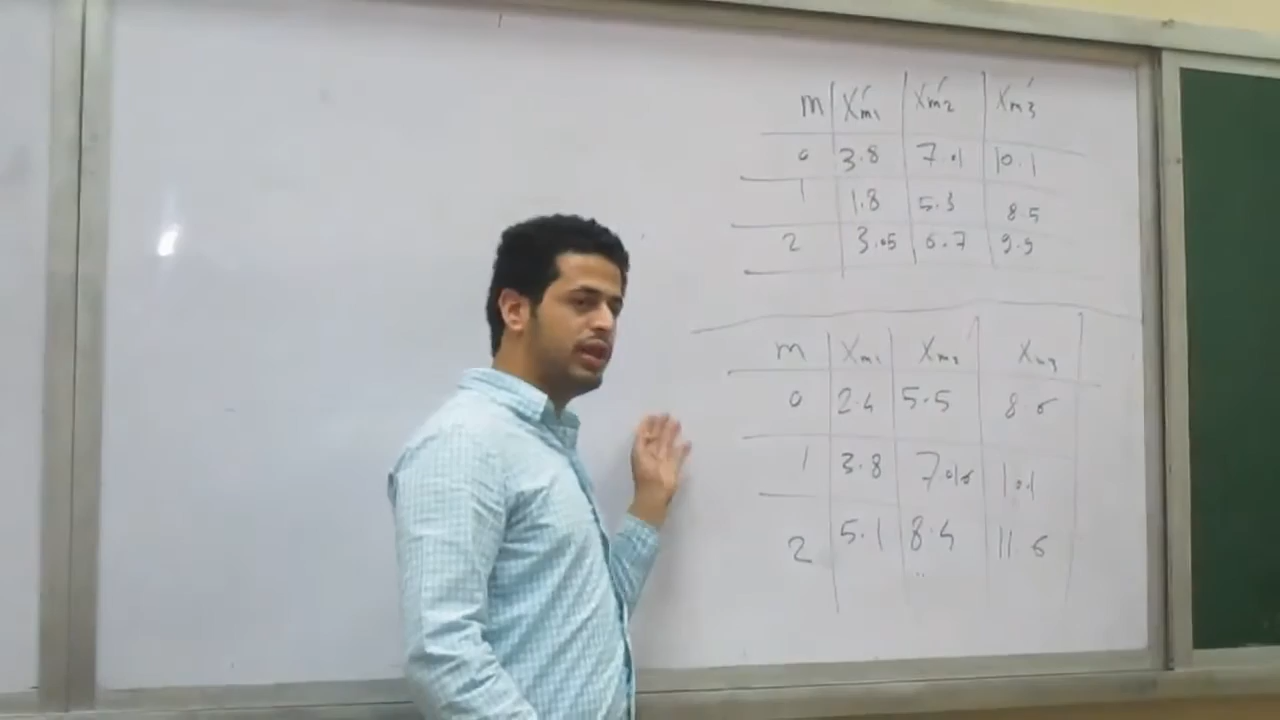 m X'm1 X'm2 X'm3
0 3.8 7.01 10.1
1 1.8 5.3 8.5
2 3.05 6.7 9.9
m Xm1 Xm2 Xm3
0 2.4 5.5 8.6
1 3.8 7.016 10.1
2 5.1 8.4 11.6